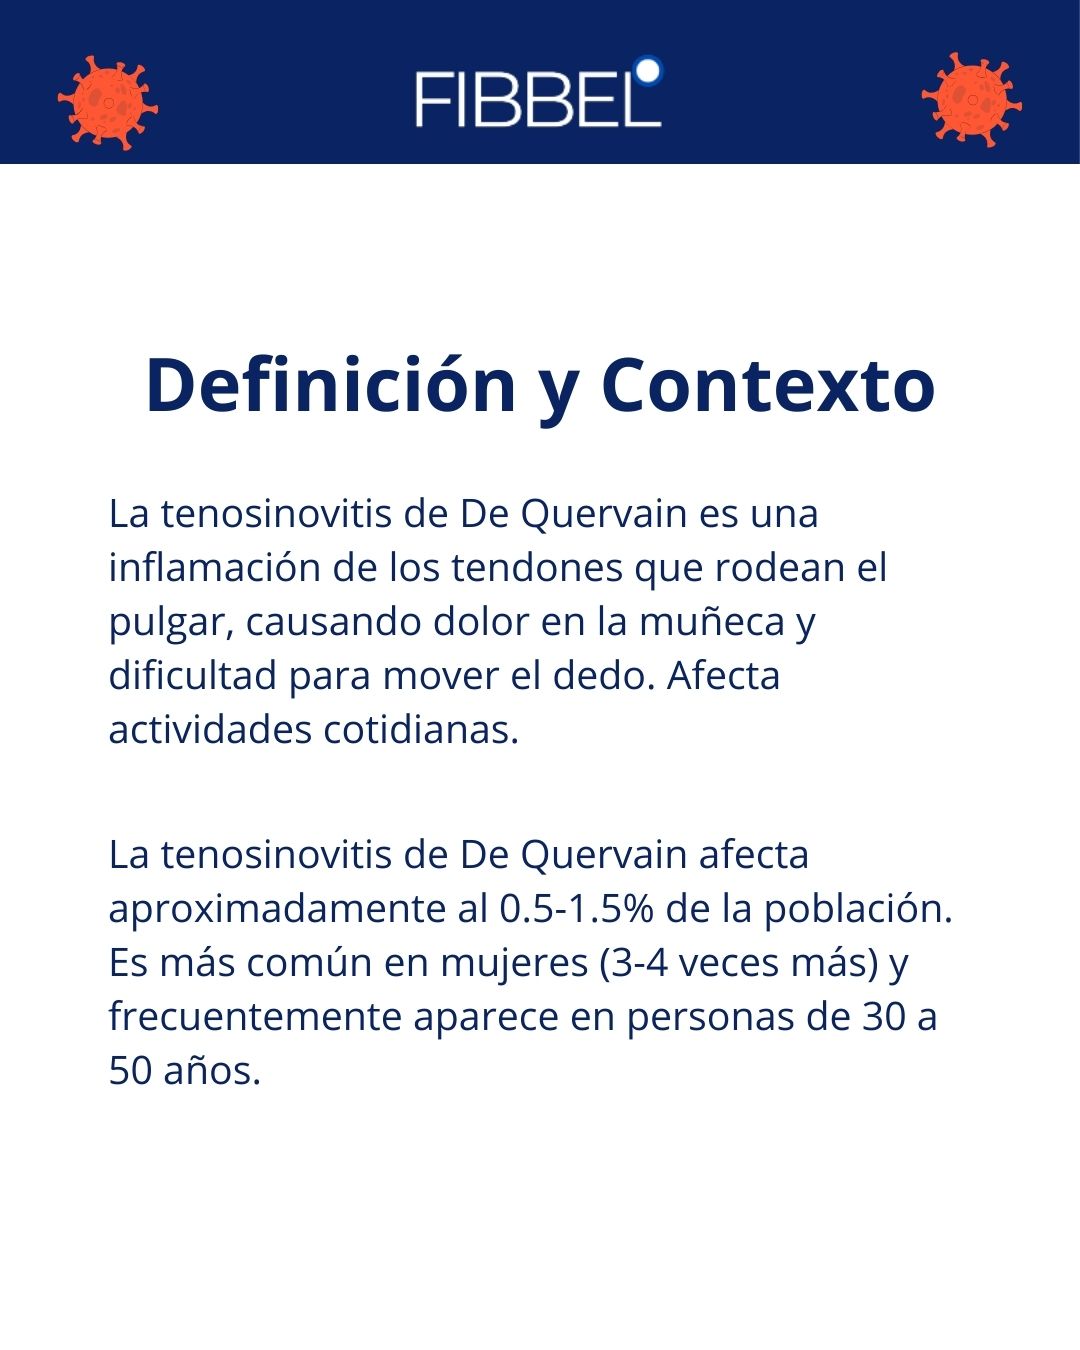 FIBBEL
Definición y Contexto
La tenosinovitis de De Quervain es una
inflamación de los tendones que rodean el
pulgar, causando dolor en la muñeca y
dificultad para mover el dedo. Afecta
actividades cotidianas.
La tenosinovitis de De Quervain afecta
aproximadamente al 0.5-1.5% de la población.
Es más común en mujeres (3-4 veces más) y
frecuentemente aparece en personas de 30 a
50 años.